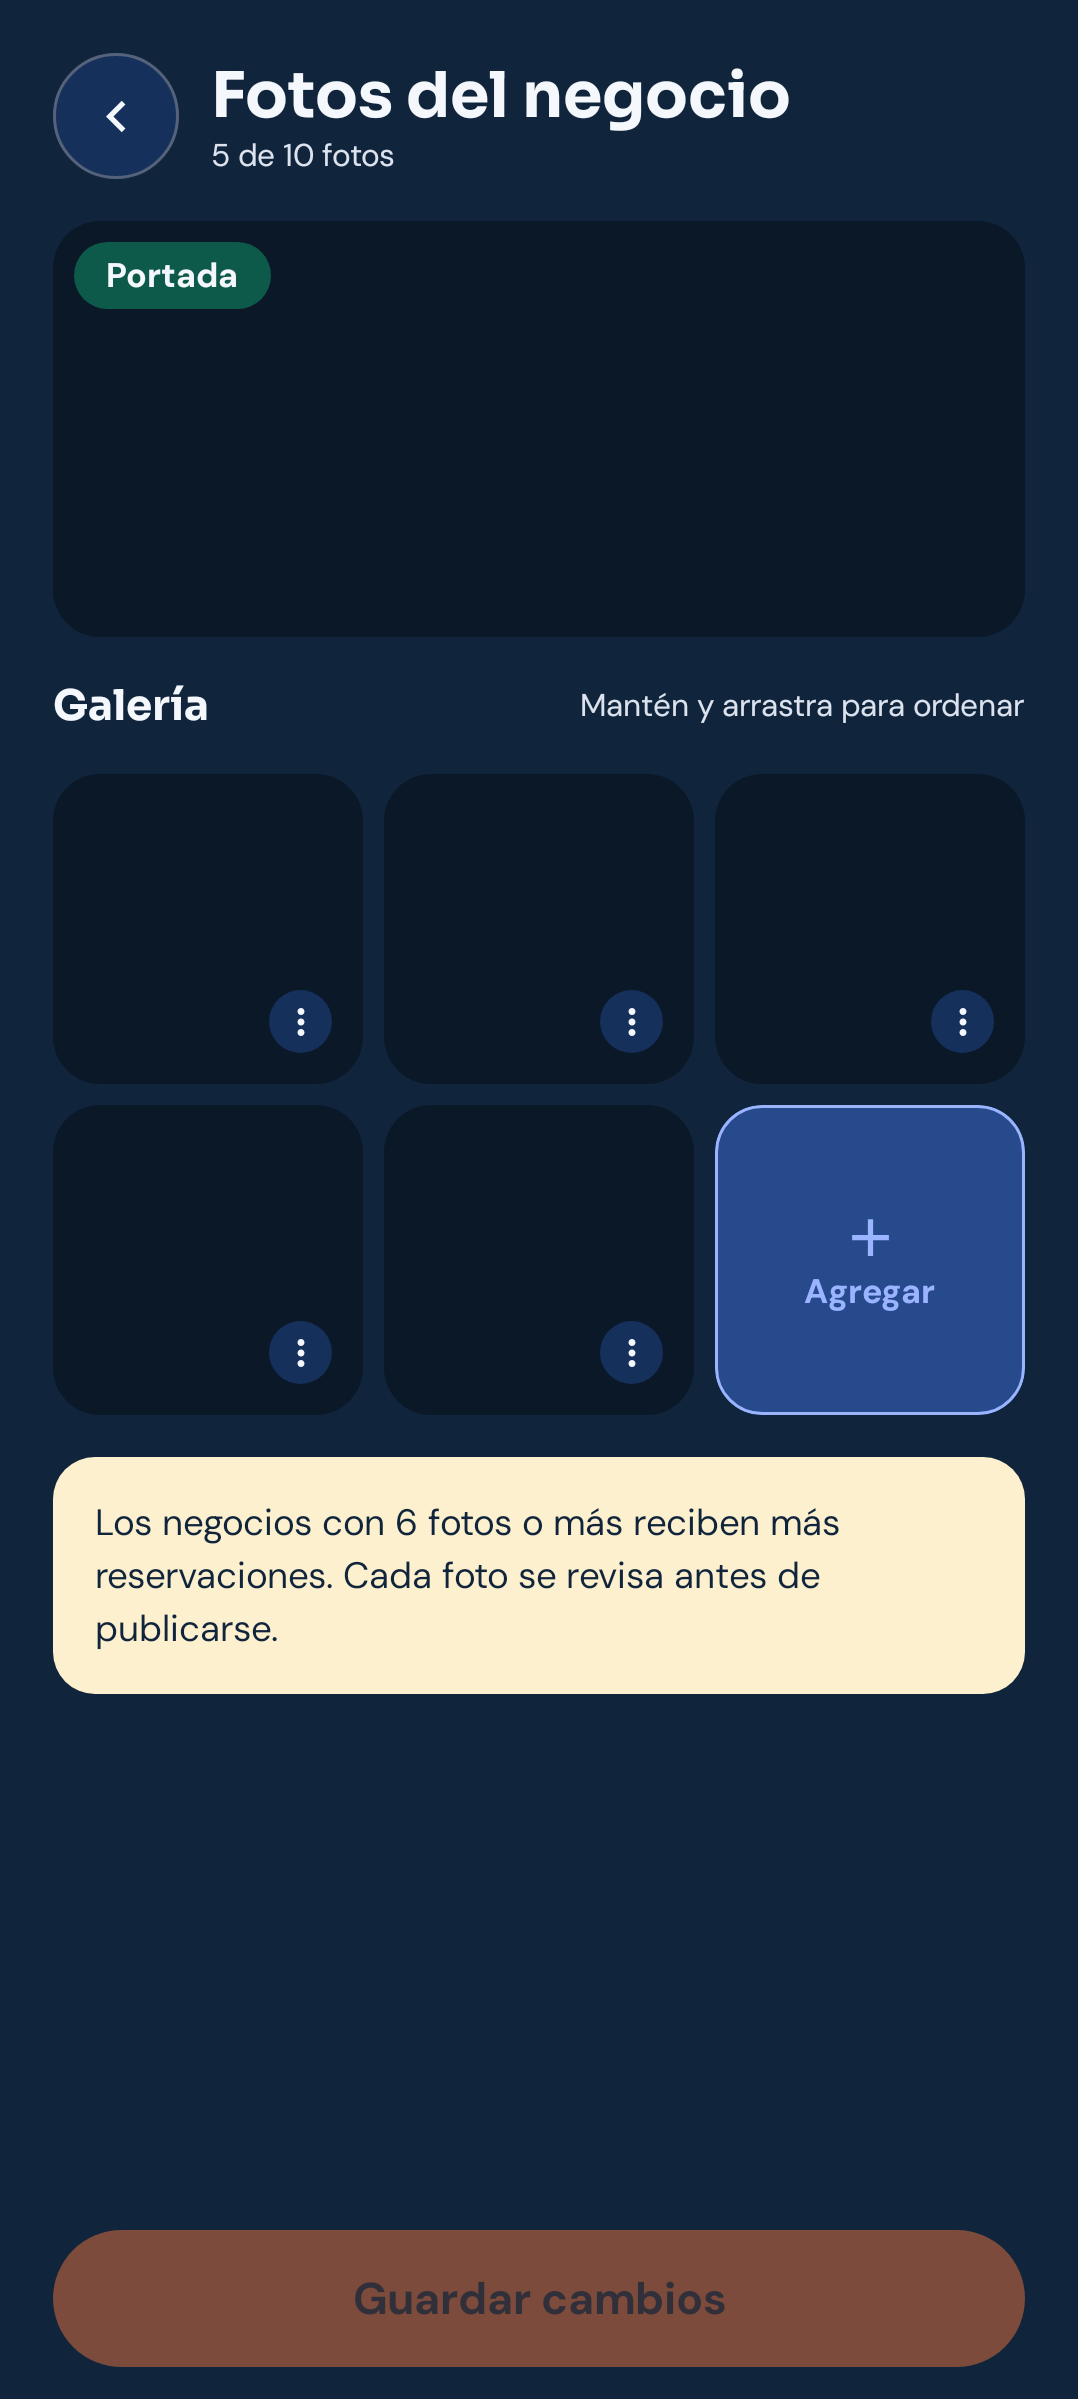 Fotos del negocio
5 de 10 fotos
Portada
Galería
Mantén y arrastra para ordenar
Agregar
Los negocios con 6 fotos o más reciben más
reservaciones. Cada foto se revisa antes de
publicarse.
Guardar cambios